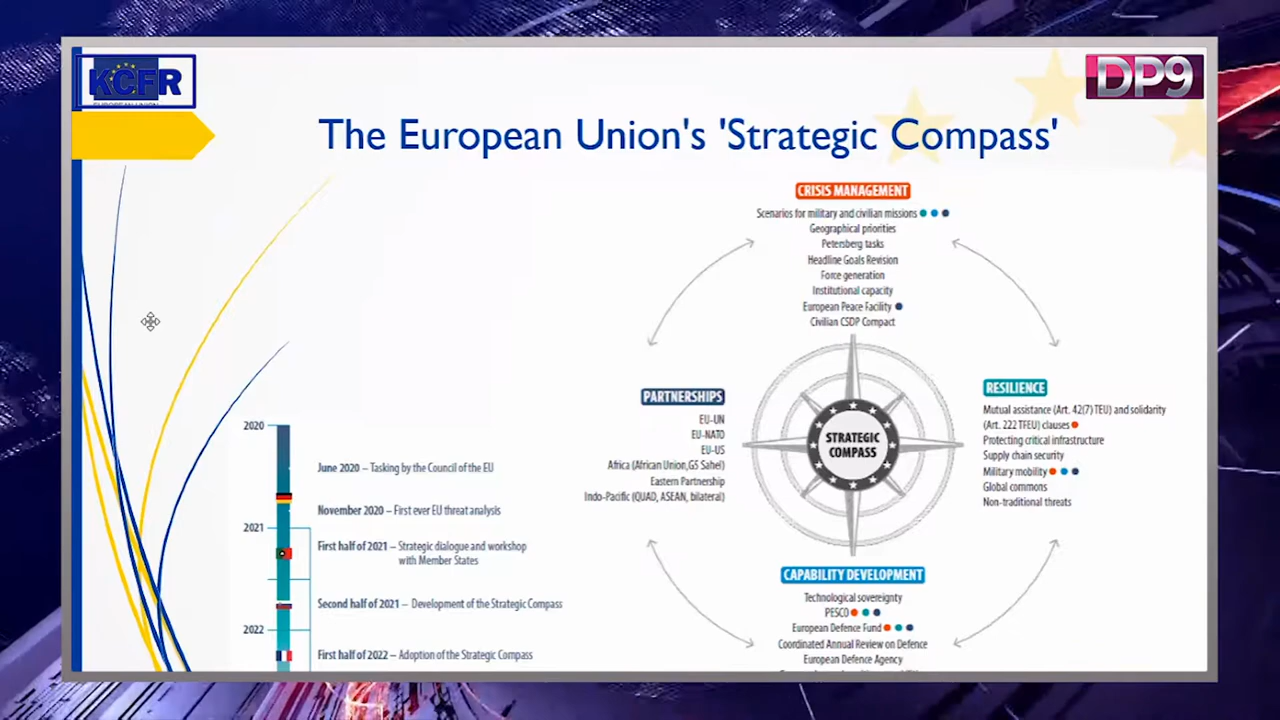 KCFR
EUROPEAN UNION
DP9
The European Union's 'Strategic Compass'
CRISIS MANAGEMENT
Scenarios for military and civilian missions
Geographical priorities
Petersberg tasks
Headline Goals Revision
Force generation
Institutional capacity
European Peace Facility
Civilian CSDP Compact
PARTNERSHIPS
EU-UN
EU-NATO
EU-US
Africa (African Union,G5 Sahel)
Eastern Partnership
Indo-Pacific (QUAD, ASEAN, bilateral)
STRATEGIC
COMPASS
RESILIENCE
Mutual assistance (Art. 42(7) TEU) and solidarity
(Art. 222 TFEU) clauses
Protecting critical infrastructure
Supply chain security
Military mobility
Global commons
Non-traditional threats
CAPABILITY DEVELOPMENT
Technological sovereignty
PESCO
European Defence Fund
Coordinated Annual Review on Defence
European Defence Agency
2020
June 2020 – Tasking by the Council of the EU
November 2020 – First ever EU threat analysis
2021
First half of 2021 – Strategic dialogue and workshop
with Member States
Second half of 2021 – Development of the Strategic Compass
2022
First half of 2022 – Adoption of the Strategic Compass